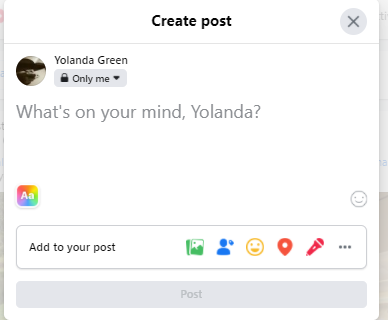 Create post
Yolanda Green
Only me
What's on your mind, Yolanda?
Aa
Add to your post
Post